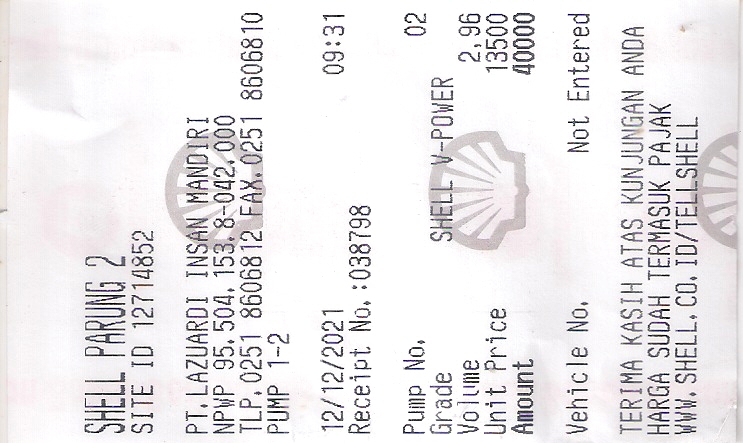 SHELL PARUNG 2
SITE ID 12714852
PT.LAZUARDI INSAN MANDIRI
NPWP 95.504.153.8-042.000
TLP.0251 8606812 FAX.0251 8606810
PUMP 1-2
12/12/2021 09:31
Receipt No.:038798
Pump No. 02
Grade SHELL V-POWER
Volume 2,96
Unit Price 13500
Amount 40000
Vehicle No. Not Entered
TERIMA KASIH ATAS KUNJUNGAN ANDA
HARGA SUDAH TERMASUK PAJAK
WWW.SHELL.CO.ID/TELLSHELL